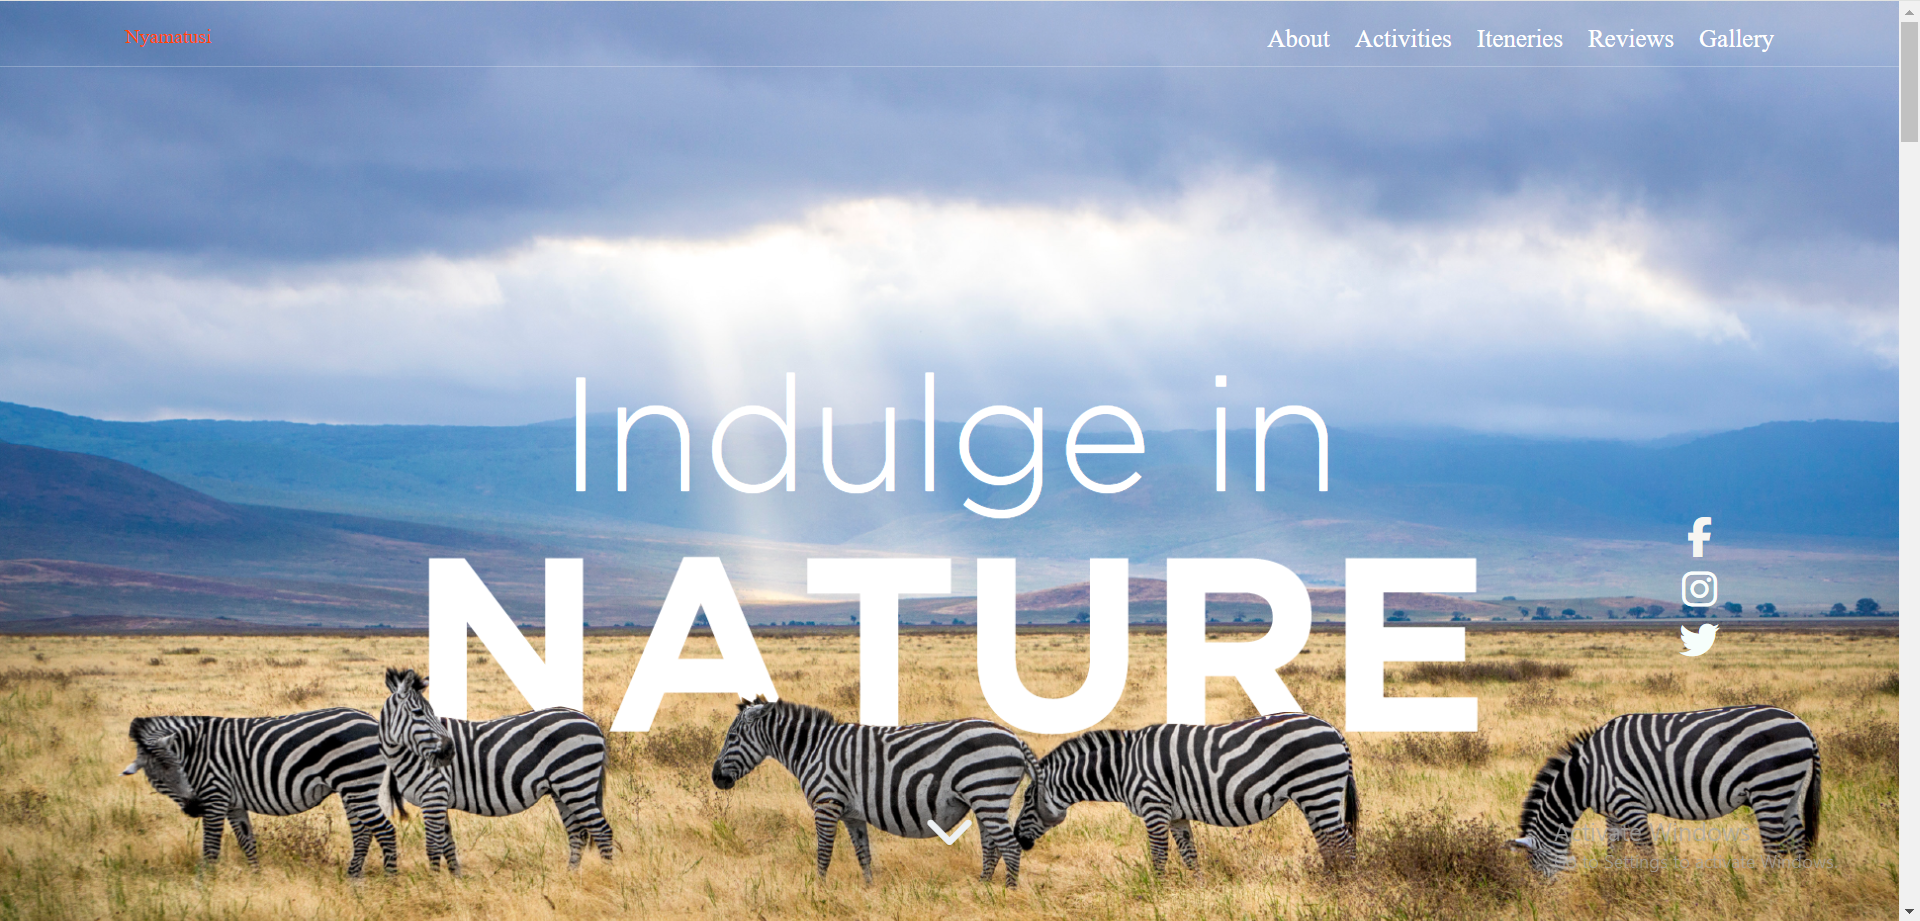 Nyamatusi
About Activities Iteneries Reviews Gallery
Indulge in
NATURE
Activate Windows
Go to Settings to activate Windows.